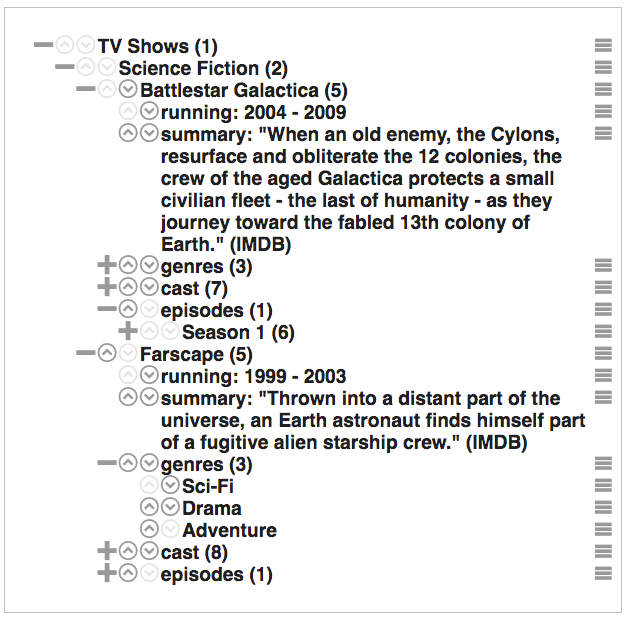 TV Shows (1)
Science Fiction (2)
Battlestar Galactica (5)
running: 2004 - 2009
summary: "When an old enemy, the Cylons,
resurface and obliterate the 12 colonies, the
crew of the aged Galactica protects a small
civilian fleet - the last of humanity - as they
journey toward the fabled 13th colony of
Earth." (IMDB)
genres (3)
cast (7)
episodes (1)
Season 1 (6)
Farscape (5)
running: 1999 - 2003
summary: "Thrown into a distant part of the
universe, an Earth astronaut finds himself part
of a fugitive alien starship crew." (IMDB)
genres (3)
Sci-Fi
Drama
Adventure
cast (8)
episodes (1)